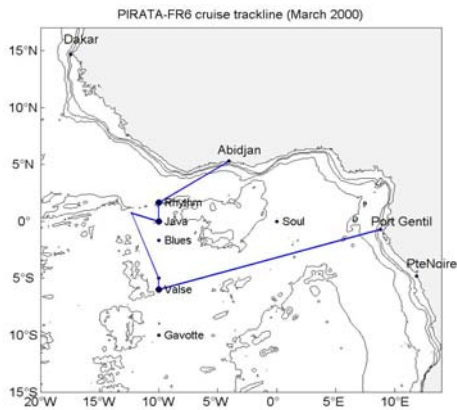 PIRATA-FR6 cruise trackline (March 2000)
15°N
Dakar
10°N
Abidjan
5°N
Rhythm
0°
Java
Soul
Port Gentil
Blues
PteNoire
5°S
Valse
Gavotte
10°S
15°S
20°W 15°W 10°W 5°W 0° 5°E 10°E